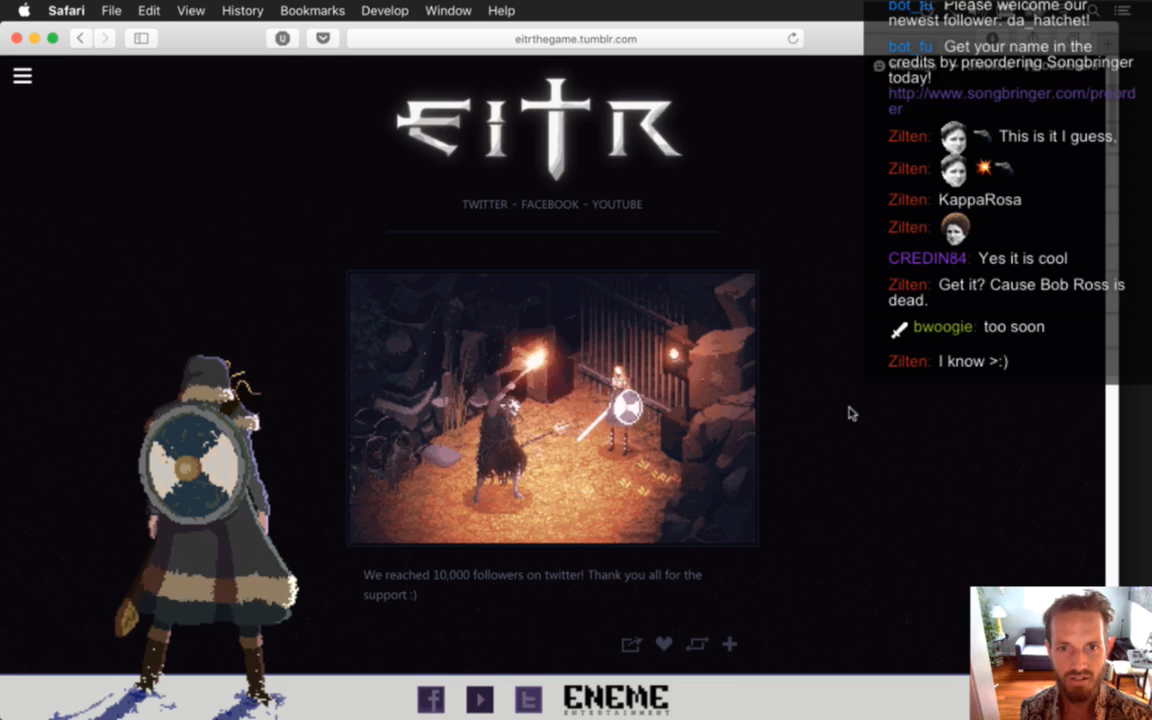 Safari File Edit View History Bookmarks Develop Window Help
eitrthegame.tumblr.com
EITR
TWITTER - FACEBOOK - YOUTUBE
We reached 10,000 followers on twitter! Thank you all for the
support :)
ENEME
ENTERTAINMENT
bot_fu Please welcome our
newest follower: da_hatchet!
bot_fu Get your name in the
credits by preordering Songbringer
today!
http://www.songbringer.com/preord
er
Zilten: This is it I guess,
Zilten:
Zilten: KappaRosa
Zilten:
CREDIN84: Yes it is cool
Zilten: Get it? Cause Bob Ross is
dead.
bwoogie: too soon
Zilten: I know >:)